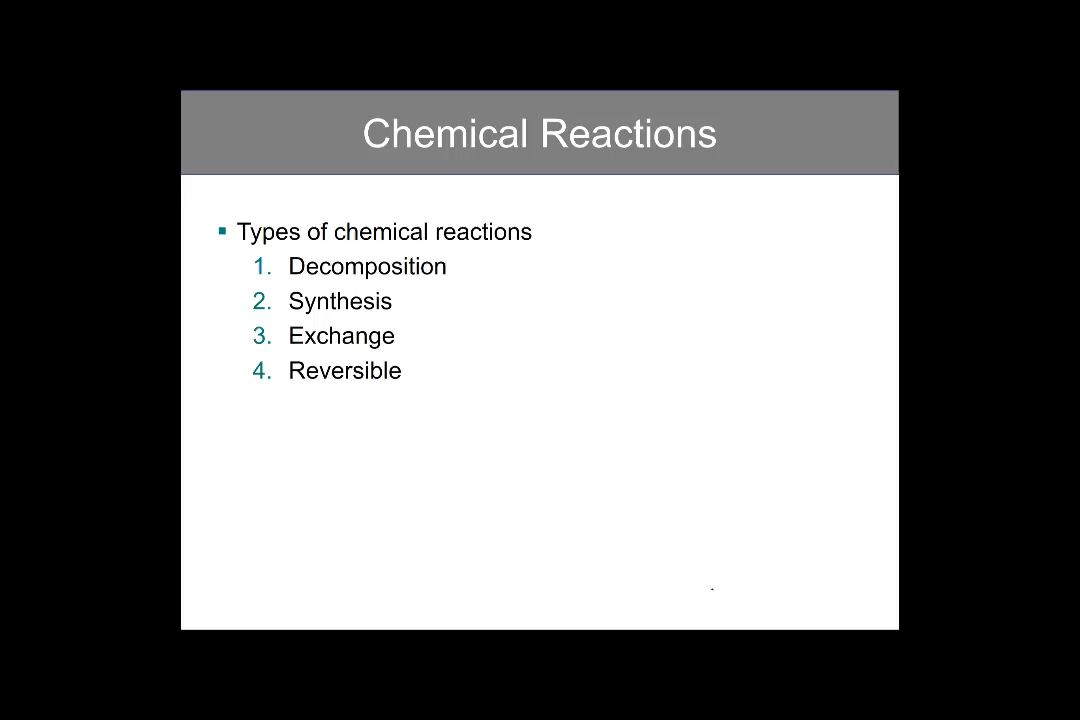 Chemical Reactions
▪ Types of chemical reactions
1. Decomposition
2. Synthesis
3. Exchange
4. Reversible